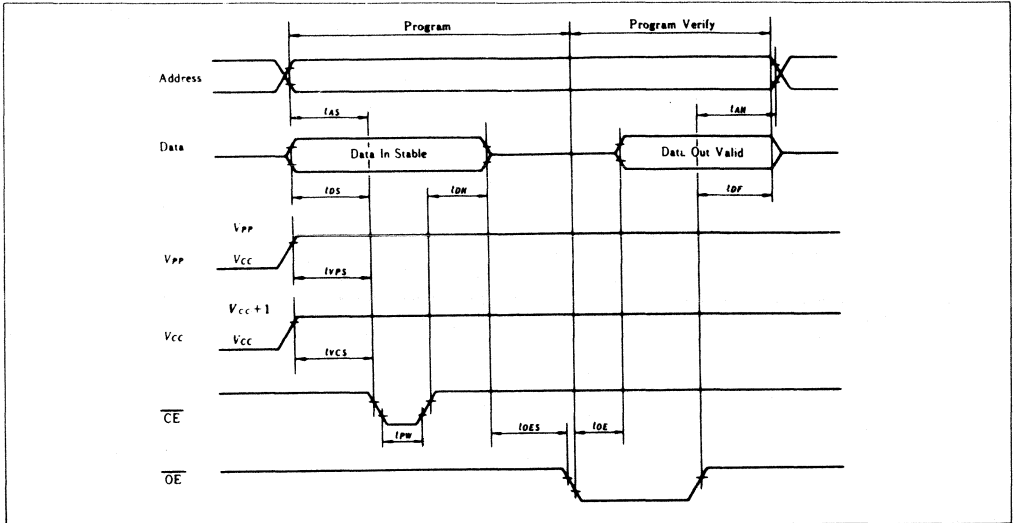 Program
Program Verify
Address
tAS
tAH
Data
Data In Stable
Data Out Valid
tDS
tDH
tDF
VPP
VPP
VCC
tVPS
VCC + 1
VCC
VCC
tVCS
CE
tPW
tOES
tOE
OE